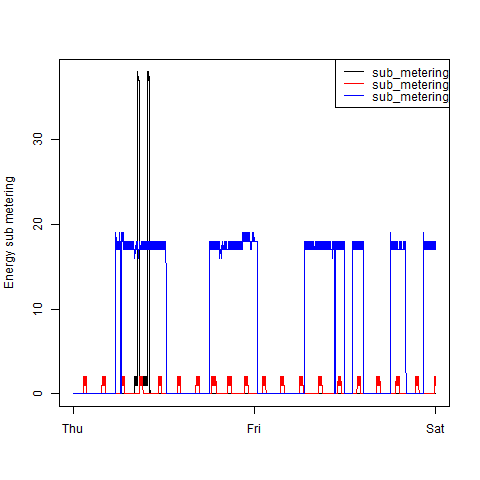 sub_metering
sub_metering
sub_metering
Energy sub metering
30
20
10
0
Thu Fri Sat